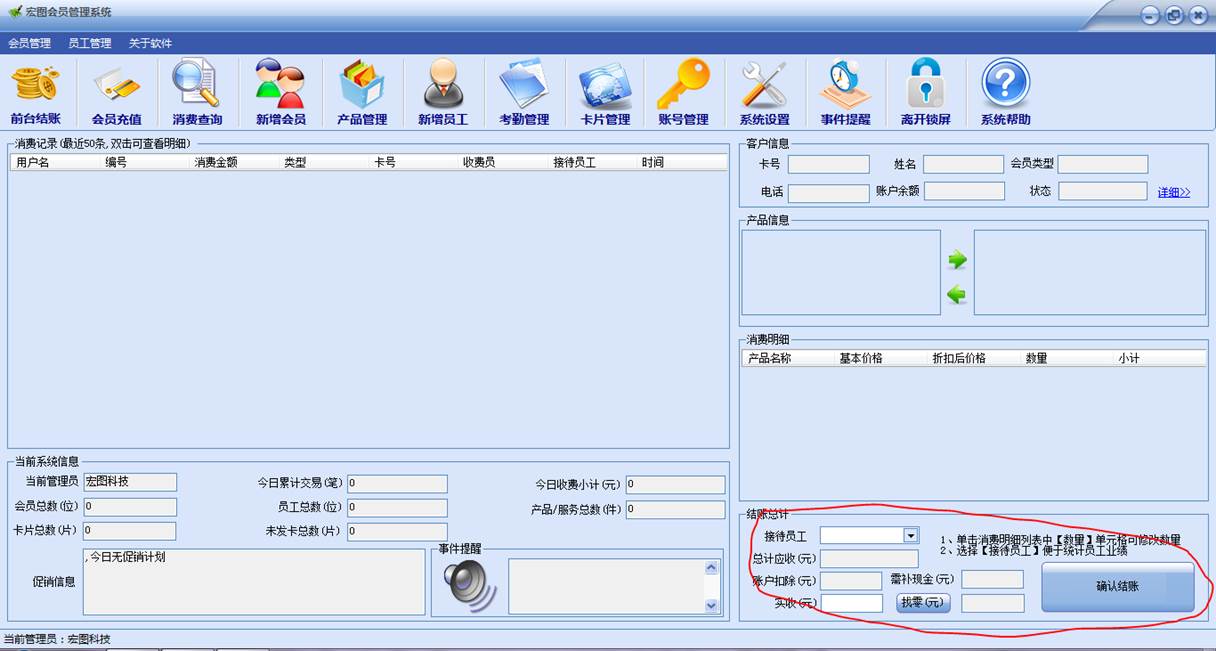 宏图会员管理系统
会员管理 员工管理 关于软件
前台结账 会员充值 消费查询 新增会员 产品管理 新增员工 考勤管理 卡片管理 账号管理 系统设置 事件提醒 离开锁屏 系统帮助
消费记录(最近50条,双击可查看明细)
用户名 编号 消费金额 类型 卡号 收费员 接待员工 时间
客户信息
卡号 姓名 会员类型
电话 账户余额 状态 详细>>
产品信息
消费明细
产品名称 基本价格 折扣后价格 数量 小计
当前系统信息
当前管理员 宏图科技 今日累计交易(笔) 0 今日收费小计(元) 0
会员总数(位) 0 员工总数(位) 0 产品/服务总数(件) 0
卡片总数(片) 0 未发卡总数(片) 0
促销信息 ,今日无促销计划
事件提醒
结账总计
接待员工
1、单击消费明细列表中【数量】单元格可修改数量
2、选择【接待员工】便于统计员工业绩
总计应收(元)
账户扣除(元) 需补现金(元)
实收(元) 找零(元)
确认结账
当前管理员：宏图科技